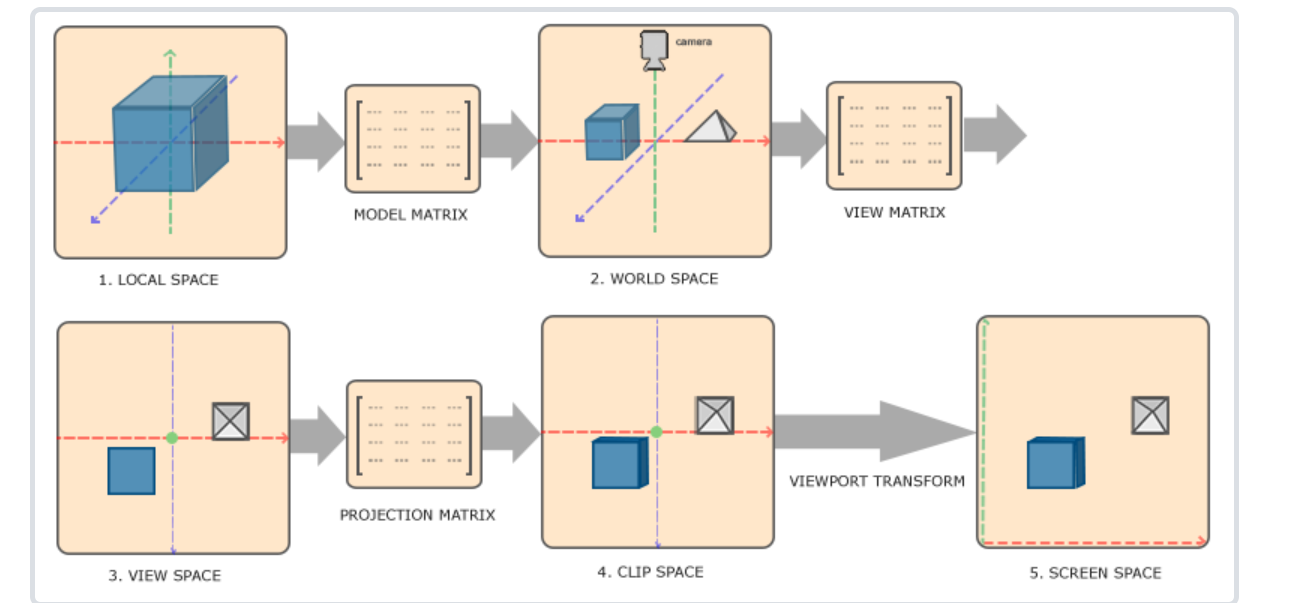 camera
MODEL MATRIX
VIEW MATRIX
1. LOCAL SPACE
2. WORLD SPACE
VIEWPORT TRANSFORM
PROJECTION MATRIX
3. VIEW SPACE
4. CLIP SPACE
5. SCREEN SPACE